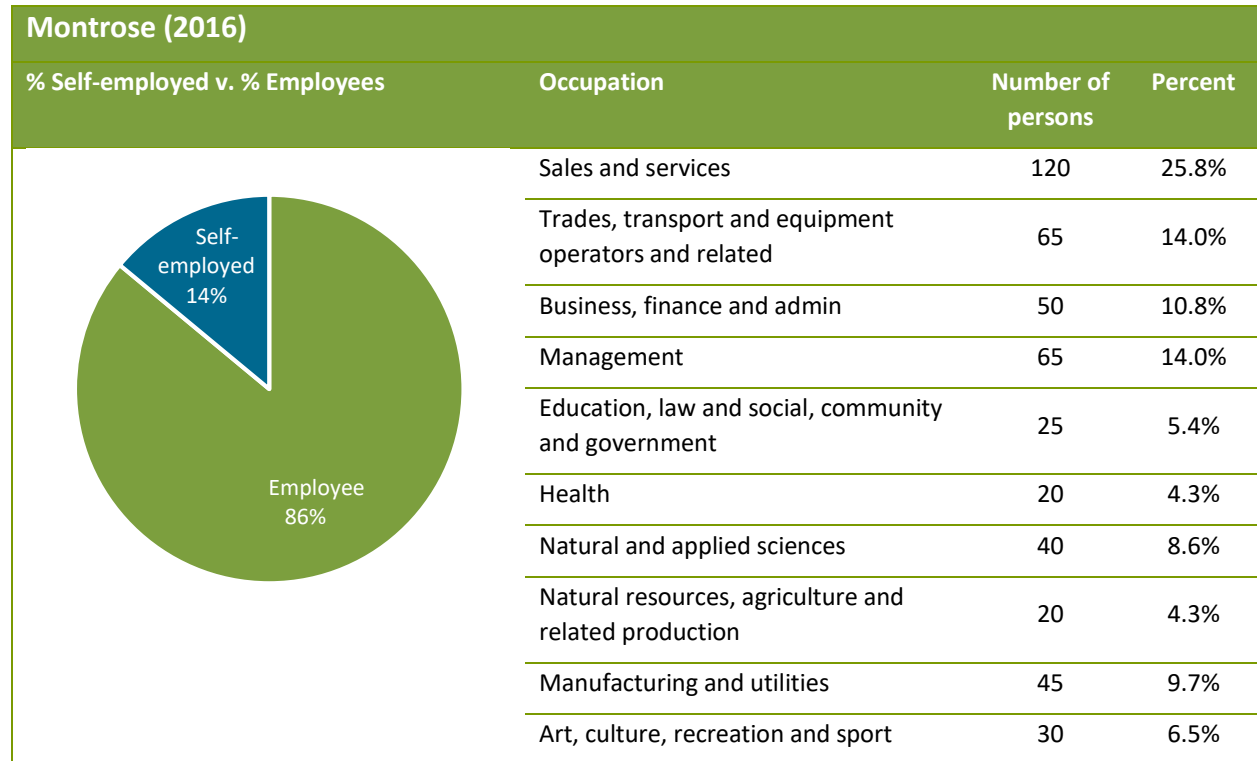 Montrose (2016)
% Self-employed v. % Employees
Occupation
Number of
persons
Percent
Self-
employed
14%
Employee
86%
Sales and services 120 25.8%
Trades, transport and equipment
operators and related 65 14.0%
Business, finance and admin 50 10.8%
Management 65 14.0%
Education, law and social, community
and government 25 5.4%
Health 20 4.3%
Natural and applied sciences 40 8.6%
Natural resources, agriculture and
related production 20 4.3%
Manufacturing and utilities 45 9.7%
Art, culture, recreation and sport 30 6.5%